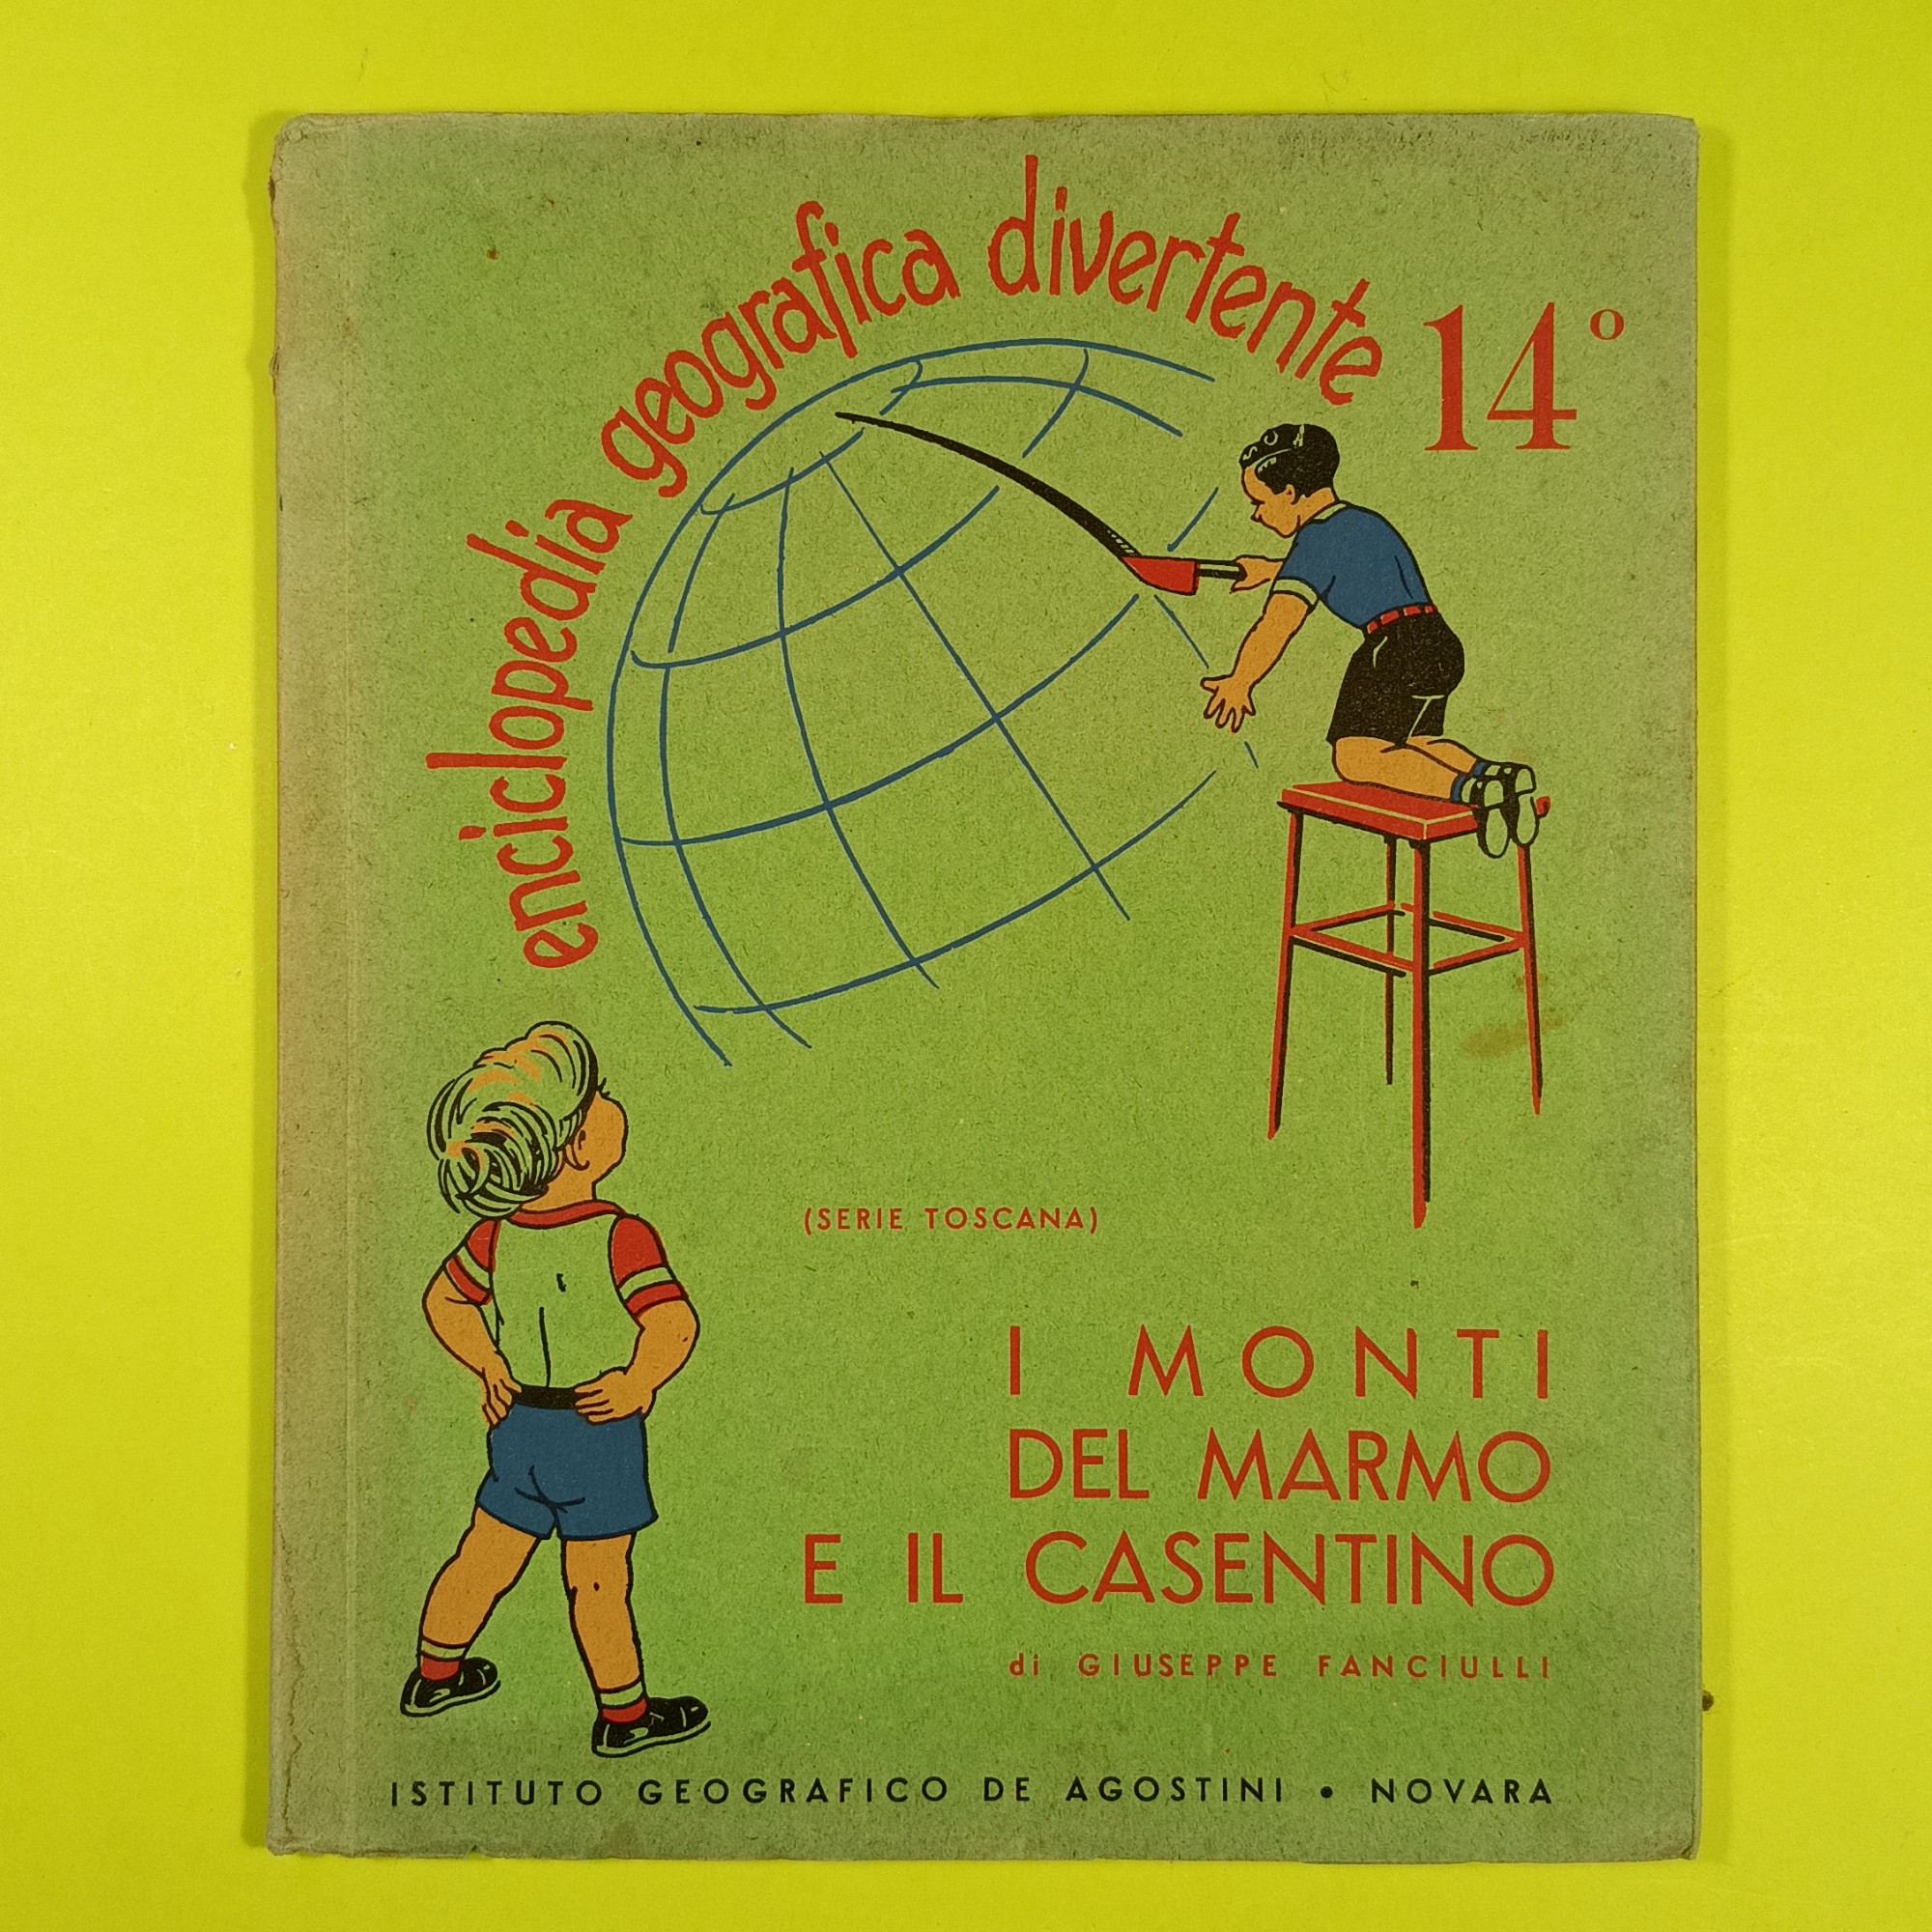 enciclopedia geografica divertente 14°
(SERIE TOSCANA)
I MONTI
DEL MARMO
E IL CASENTINO
di GIUSEPPE FANCIULLI
ISTITUTO GEOGRAFICO DE AGOSTINI • NOVARA